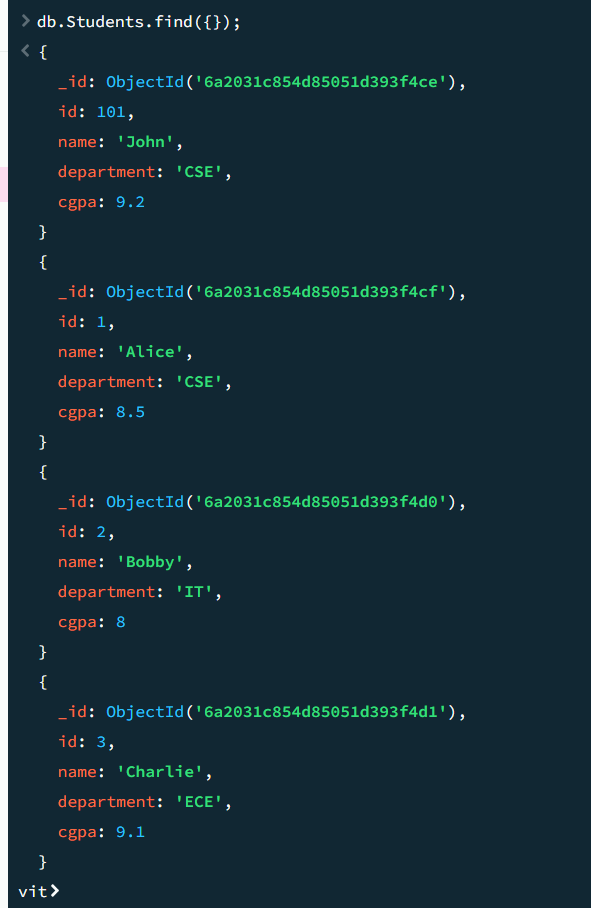 > db.Students.find({});
< {
_id: ObjectId('6a2031c854d85051d393f4ce'),
id: 101,
name: 'John',
department: 'CSE',
cgpa: 9.2
}
{
_id: ObjectId('6a2031c854d85051d393f4cf'),
id: 1,
name: 'Alice',
department: 'CSE',
cgpa: 8.5
}
{
_id: ObjectId('6a2031c854d85051d393f4d0'),
id: 2,
name: 'Bobby',
department: 'IT',
cgpa: 8
}
{
_id: ObjectId('6a2031c854d85051d393f4d1'),
id: 3,
name: 'Charlie',
department: 'ECE',
cgpa: 9.1
}
vit>